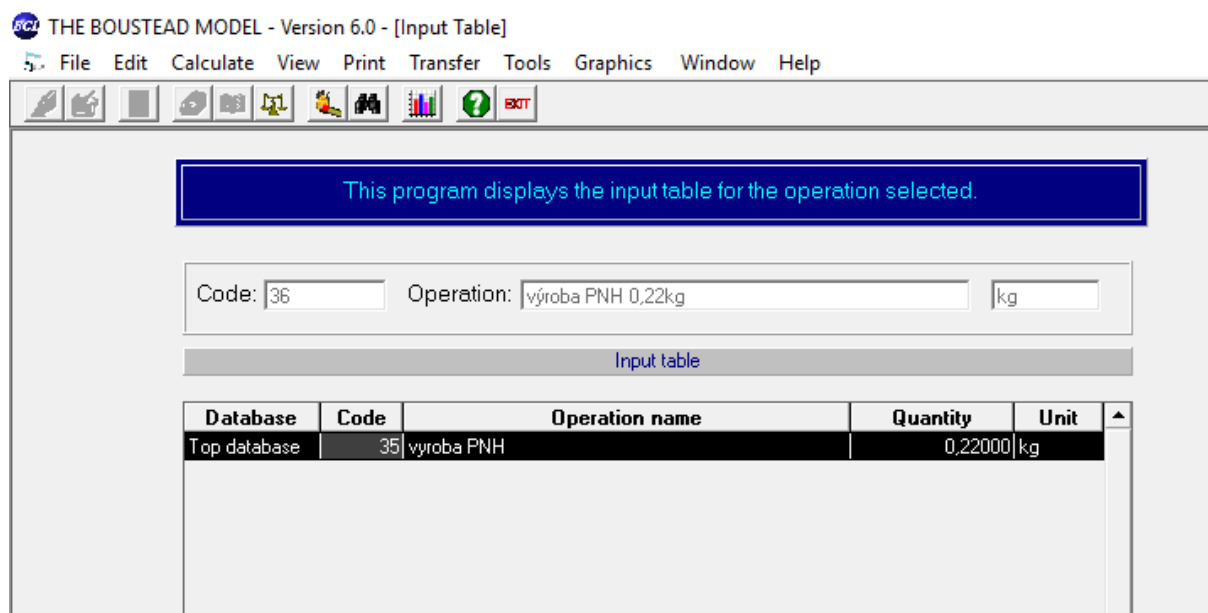 BCL THE BOUSTEAD MODEL - Version 6.0 - [Input Table]
File Edit Calculate View Print Transfer Tools Graphics Window Help
EXIT
This program displays the input table for the operation selected.
Code: 36 Operation: výroba PNH 0,22kg kg
Input table
Database Code Operation name Quantity Unit
Top database 35 vyroba PNH 0,22000 kg